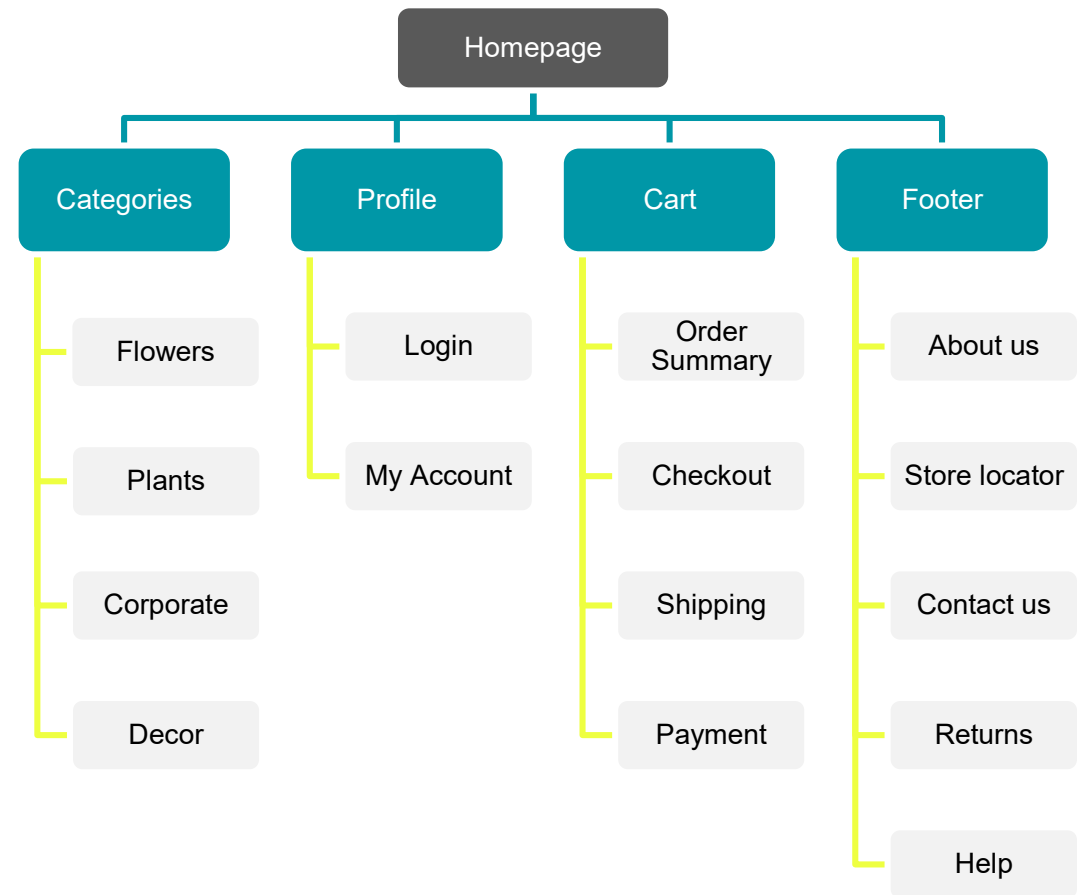 Homepage
Categories
Profile
Cart
Footer
Flowers
Plants
Corporate
Decor
Login
My Account
Order
Summary
Checkout
Shipping
Payment
About us
Store locator
Contact us
Returns
Help